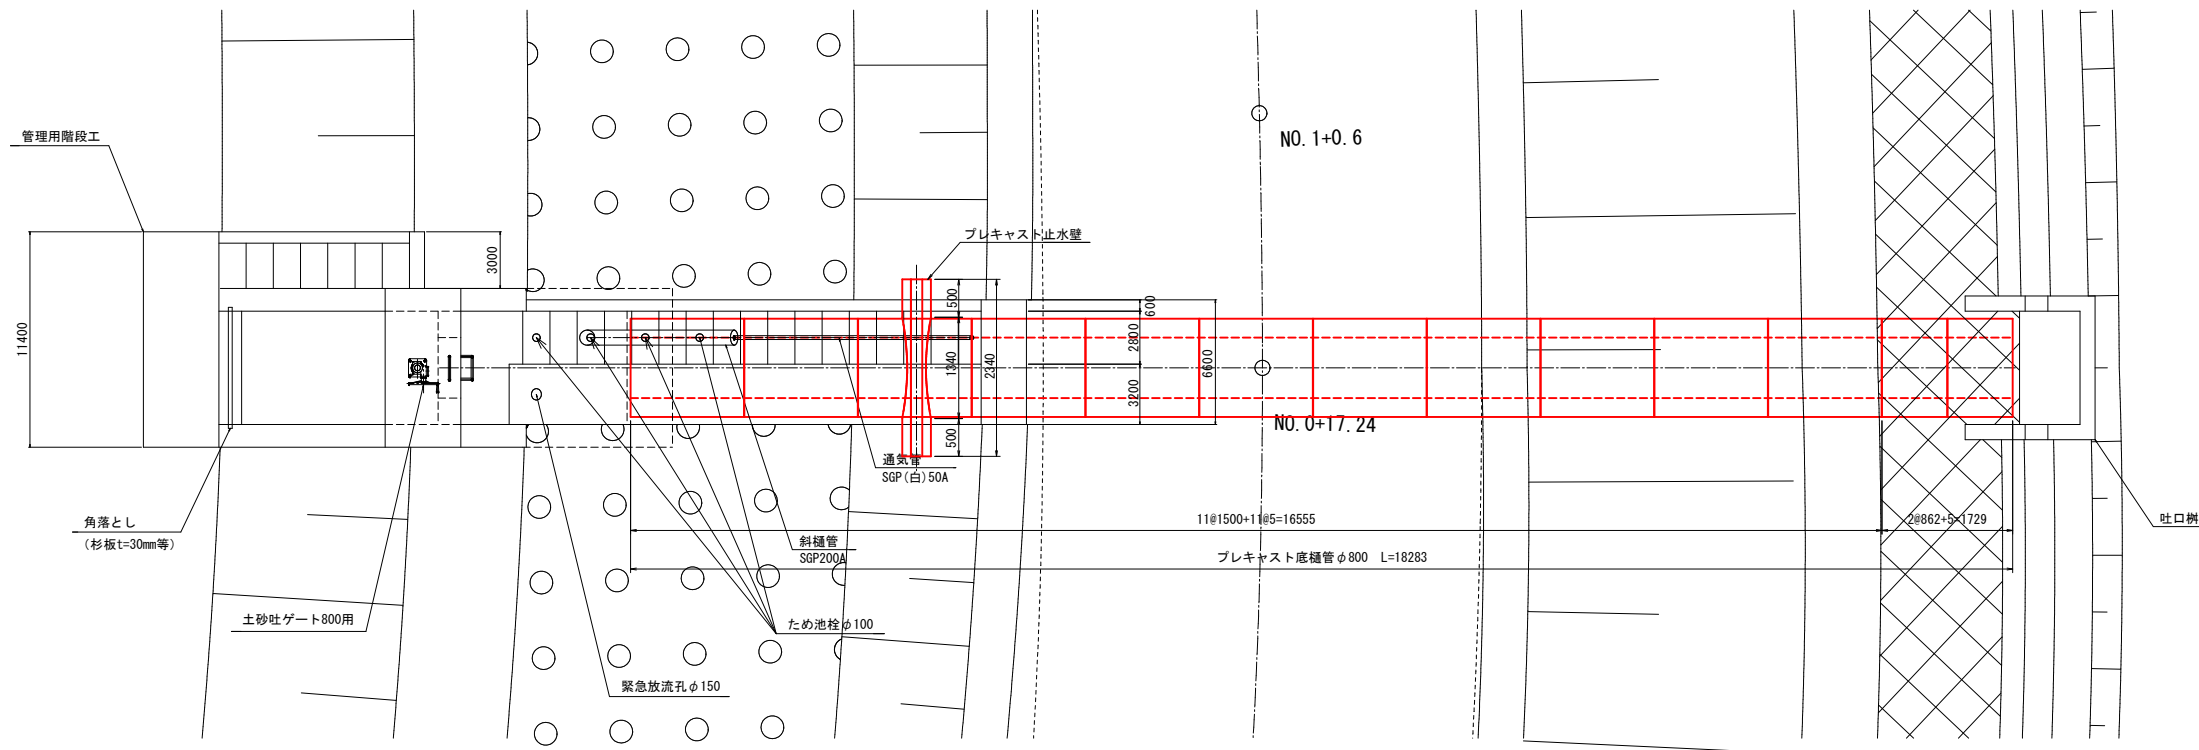 NO. 1+0. 6
管理用階段工
プレキャスト止水壁
3000
11400
500
600
2800
1340
2340
6600
3200
NO. 0+17. 24
500
通気管
SGP(白)50A
角落とし
(杉板t=30mm等)
11@1500+11@5=16555
2@862+5=1729
吐口桝
斜樋管
SGP200A
プレキャスト底樋管φ800 L=18283
土砂吐ゲート800用
ため池栓φ100
緊急放流孔φ150